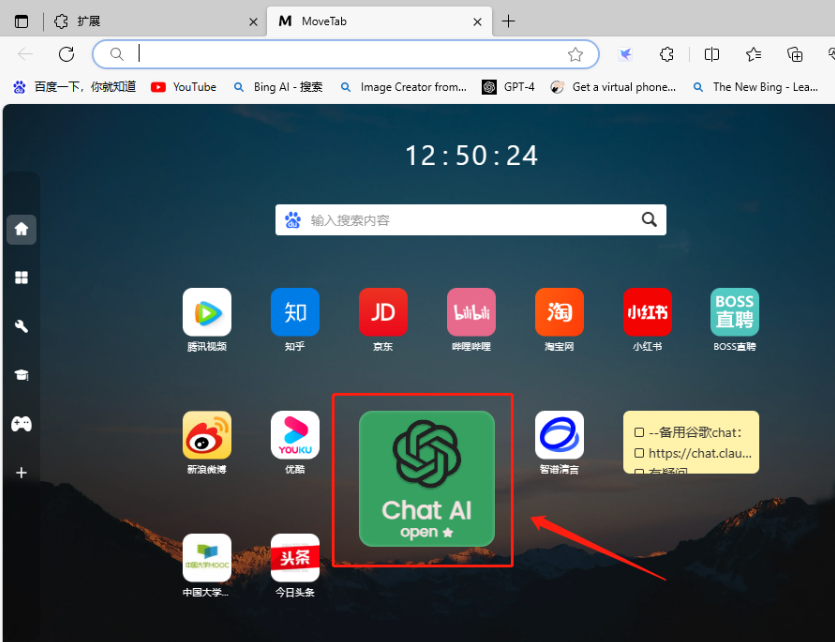 扩展
MoveTab
百度一下，你就知道
YouTube
Bing AI - 搜索
Image Creator from...
GPT-4
Get a virtual phone...
The New Bing - Lea...
12:50:24
输入搜索内容
知
JD
bilibili
淘
小红书
BOSS
直聘
腾讯视频
知乎
京东
哔哩哔哩
淘宝网
小红书
BOSS直聘
YOUKU
Chat AI
open
--备用谷歌chat：
https://chat.clau...
有疑问
新浪微博
优酷
智谱清言
中国大学MOOC
头条
中国大学...
今日头条